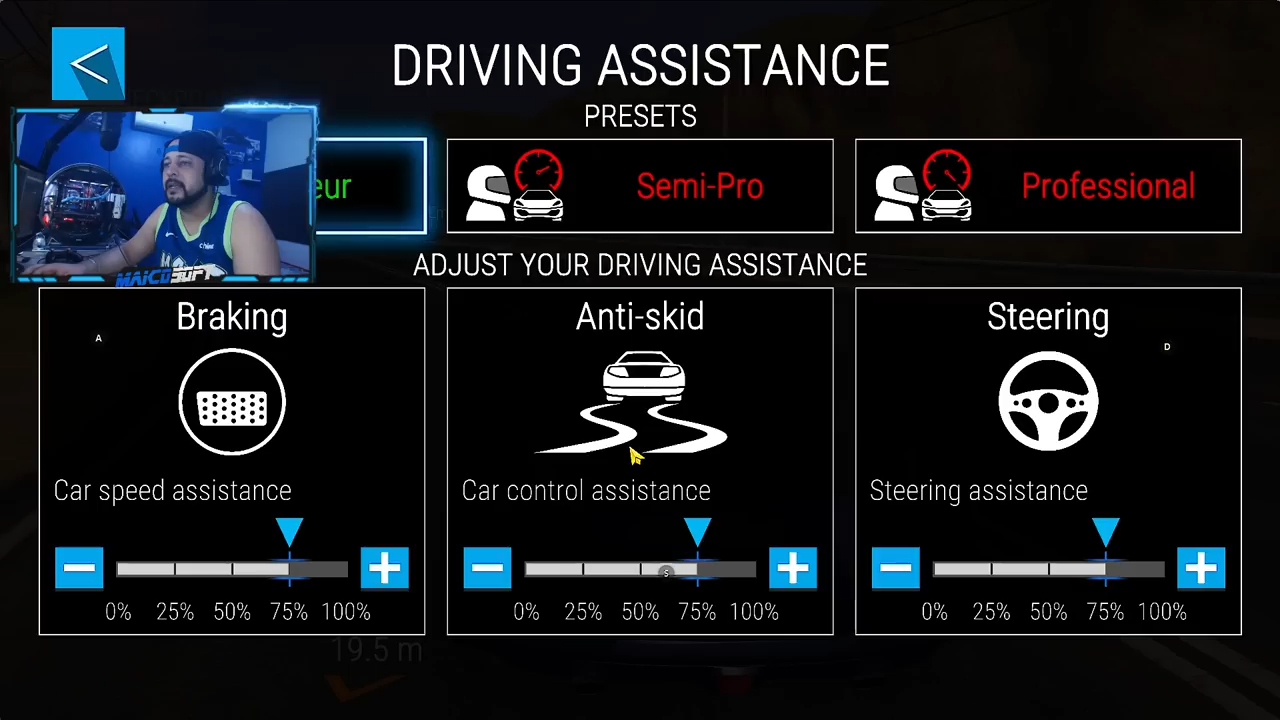 DRIVING ASSISTANCE
PRESETS
eur
Semi-Pro
Professional
MAICOSOFT
ADJUST YOUR DRIVING ASSISTANCE
Braking
Anti-skid
Steering
A
D
Car speed assistance
Car control assistance
Steering assistance
S
0% 25% 50% 75% 100%
0% 25% 50% 75% 100%
0% 25% 50% 75% 100%
19.5 m